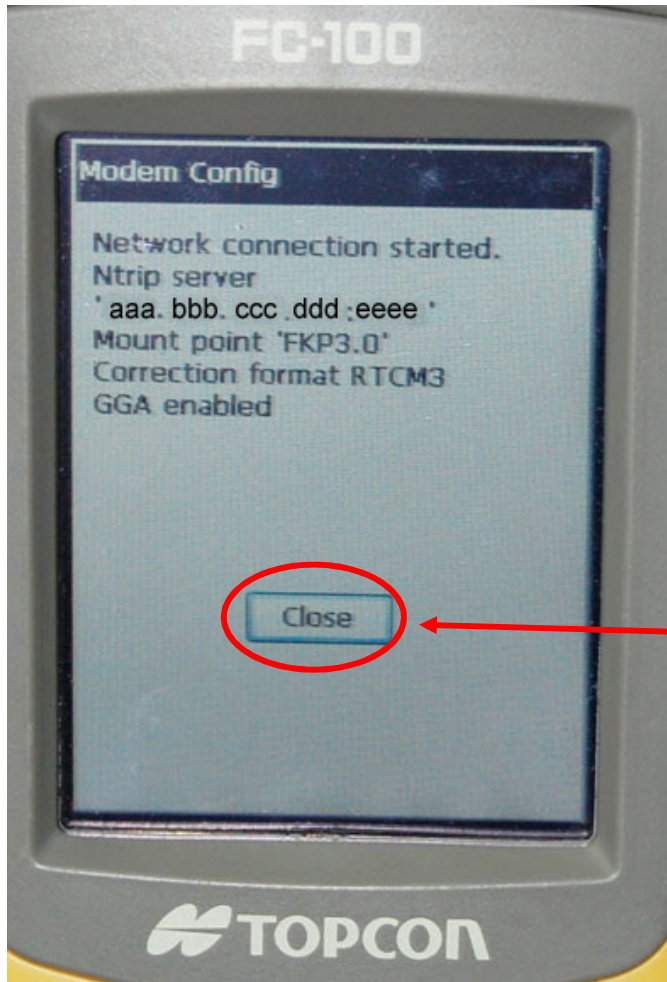 FC-100
Modem Config
Network connection started.
Ntrip server
' aaa. bbb. ccc .ddd :eeee '
Mount point 'FKP3.0'
Correction format RTCM3
GGA enabled
Close
TOPCON